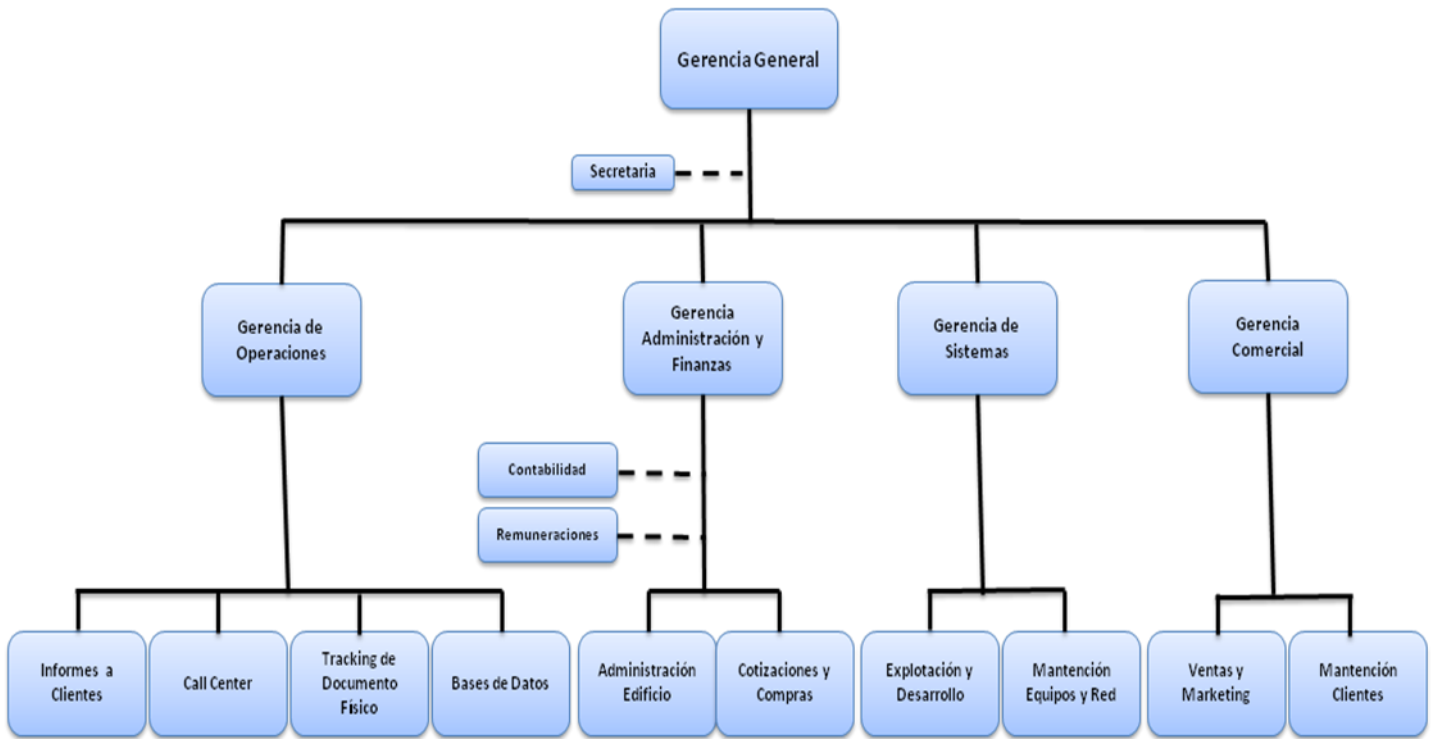 Gerencia General
Secretaria
Gerencia de
Operaciones
Gerencia
Administración y
Finanzas
Gerencia de
Sistemas
Gerencia
Comercial
Contabilidad
Remuneraciones
Informes a
Clientes
Call Center
Tracking de
Documento
Físico
Bases de Datos
Administración
Edificio
Cotizaciones y
Compras
Explotación y
Desarrollo
Mantención
Equipos y Red
Ventas y
Marketing
Mantención
Clientes